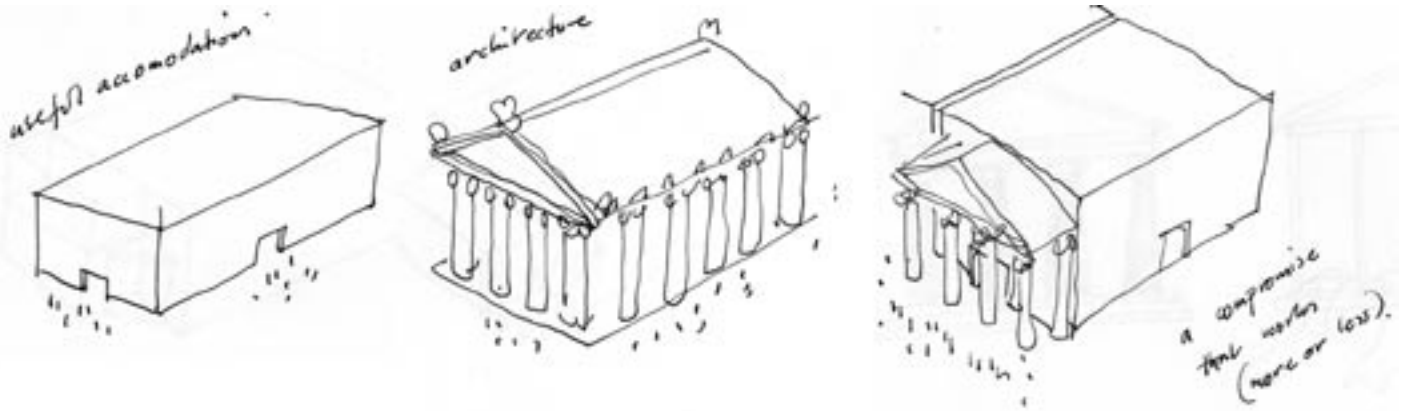 useful accomodation.
architecture
a compromise
that works
(more or less).